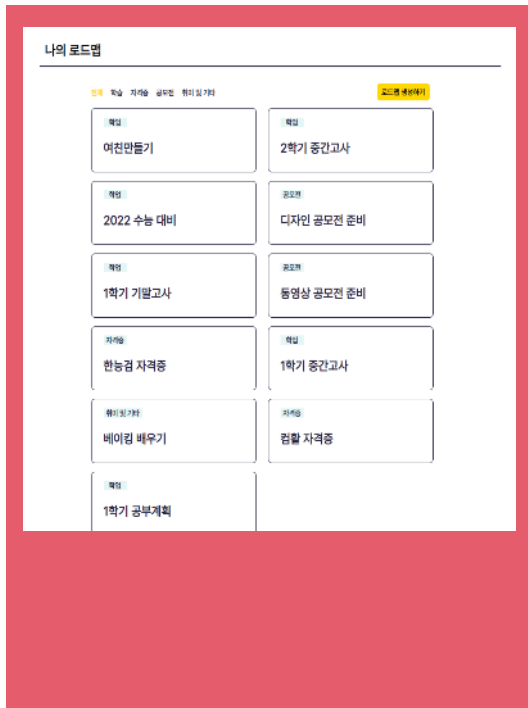 나의 로드맵
전체 학습 자격증 공모전 취미 및 기타
로드맵 생성하기
학업
여친만들기
학업
2학기 중간고사
학업
2022 수능 대비
공모전
디자인 공모전 준비
학업
1학기 기말고사
공모전
동영상 공모전 준비
자격증
한능검 자격증
학업
1학기 중간고사
취미 및 기타
베이킹 배우기
자격증
컴활 자격증
학업
1학기 공부계획